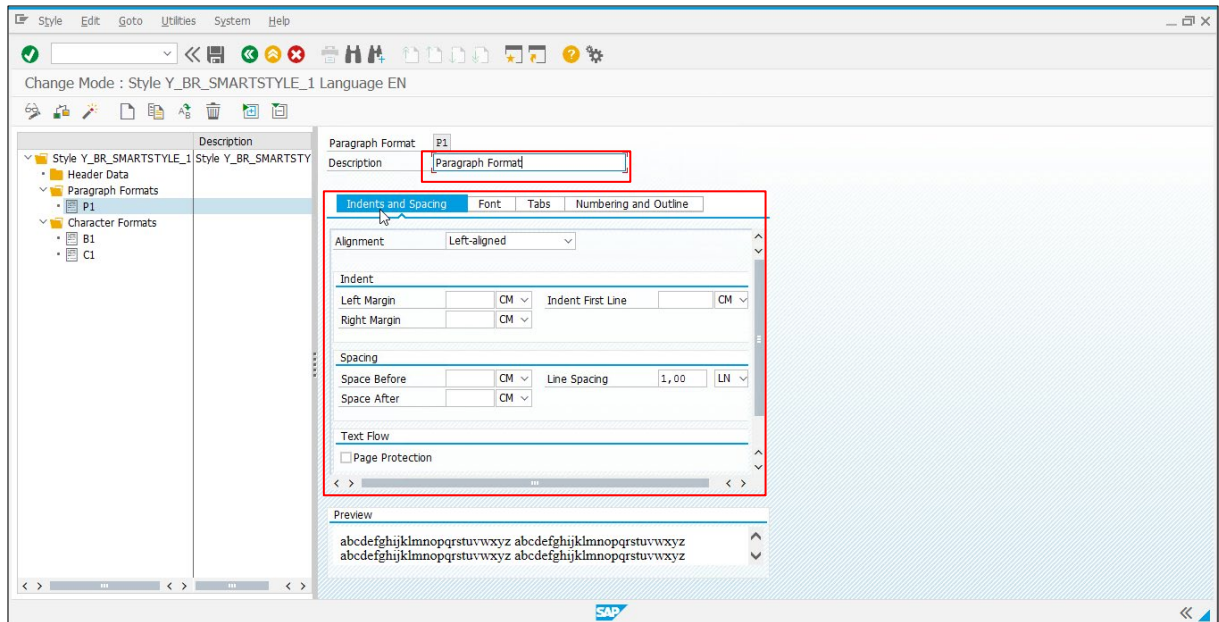 Style Edit Goto Utilities System Help
Change Mode : Style Y_BR_SMARTSTYLE_1 Language EN
Description
Style Y_BR_SMARTSTYLE_1 Style Y_BR_SMARTSTY
Header Data
Paragraph Formats
P1
Character Formats
B1
C1
Paragraph Format P1
Description Paragraph Format
Indents and Spacing Font Tabs Numbering and Outline
Alignment Left-aligned
Indent
Left Margin CM Indent First Line CM
Right Margin CM
Spacing
Space Before CM Line Spacing 1,00 LN
Space After CM
Text Flow
Page Protection
Preview
abcdefghijklmnopqrstuvwxyz abcdefghijklmnopqrstuvwxyz
abcdefghijklmnopqrstuvwxyz abcdefghijklmnopqrstuvwxyz
SAP